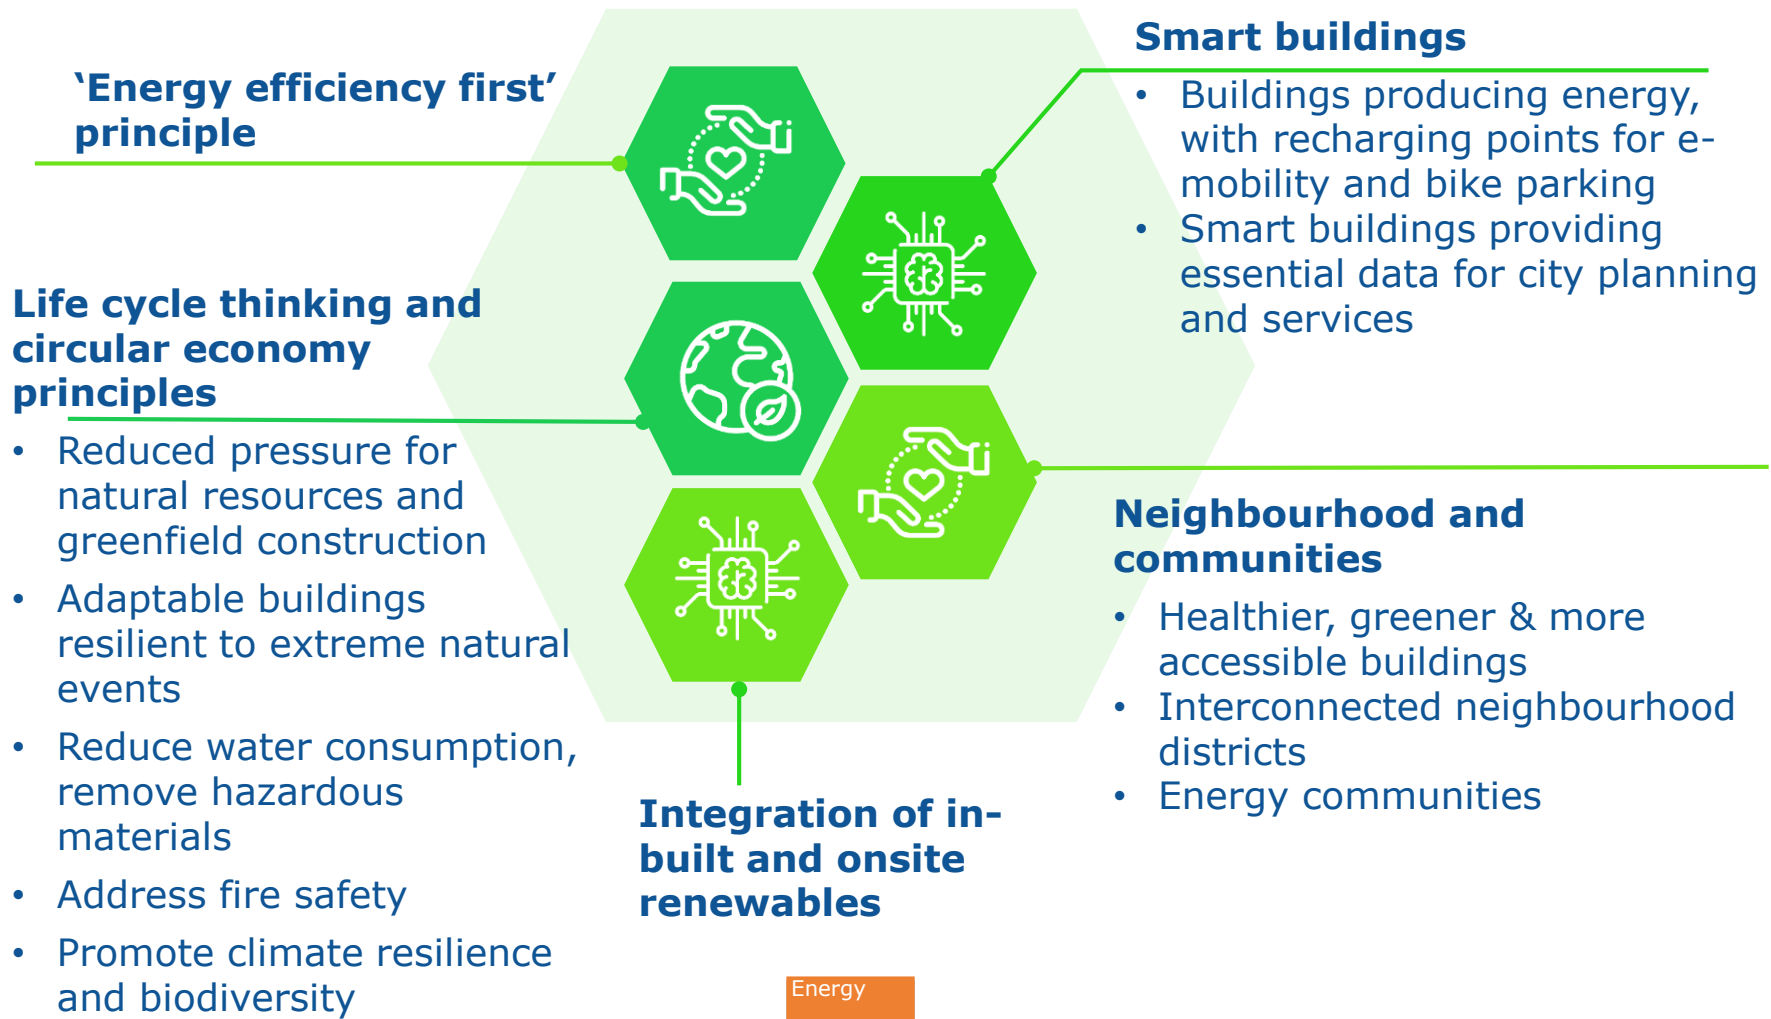 ‘Energy efficiency first’
principle
Life cycle thinking and
circular economy
principles
• Reduced pressure for
natural resources and
greenfield construction
• Adaptable buildings
resilient to extreme natural
events
• Reduce water consumption,
remove hazardous
materials
• Address fire safety
• Promote climate resilience
and biodiversity
Smart buildings
• Buildings producing energy,
with recharging points for e-
mobility and bike parking
• Smart buildings providing
essential data for city planning
and services
Neighbourhood and
communities
• Healthier, greener & more
accessible buildings
• Interconnected neighbourhood
districts
• Energy communities
Integration of in-
built and onsite
renewables
Energy